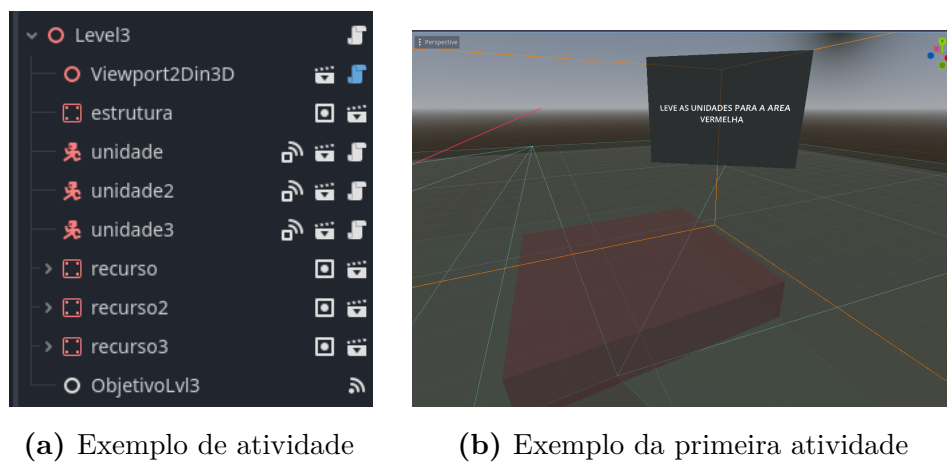 Level3
Viewport2Din3D
estrutura
unidade
unidade2
unidade3
recurso
recurso2
recurso3
ObjetivoLvl3
(a) Exemplo de atividade
Perspective
LEVE AS UNIDADES PARA A AREA
VERMELHA
(b) Exemplo da primeira atividade